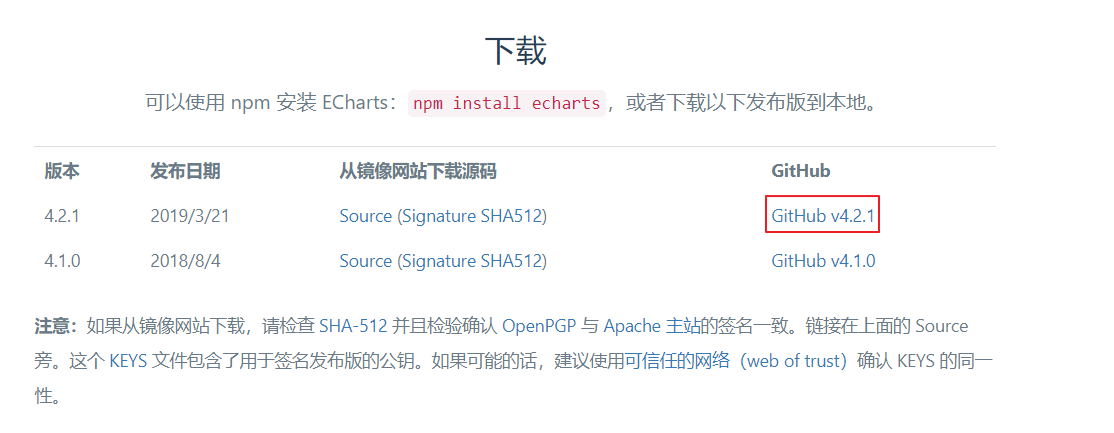 下载
可以使用 npm 安装 ECharts：npm install echarts，或者下载以下发布版到本地。
版本 发布日期 从镜像网站下载源码 GitHub
4.2.1 2019/3/21 Source (Signature SHA512) GitHub v4.2.1
4.1.0 2018/8/4 Source (Signature SHA512) GitHub v4.1.0
注意：如果从镜像网站下载，请检查 SHA-512 并且检验确认 OpenPGP 与 Apache 主站的签名一致。链接在上面的 Source
旁。这个 KEYS 文件包含了用于签名发布版的公钥。如果可能的话，建议使用可信任的网络（web of trust）确认 KEYS 的同一
性。